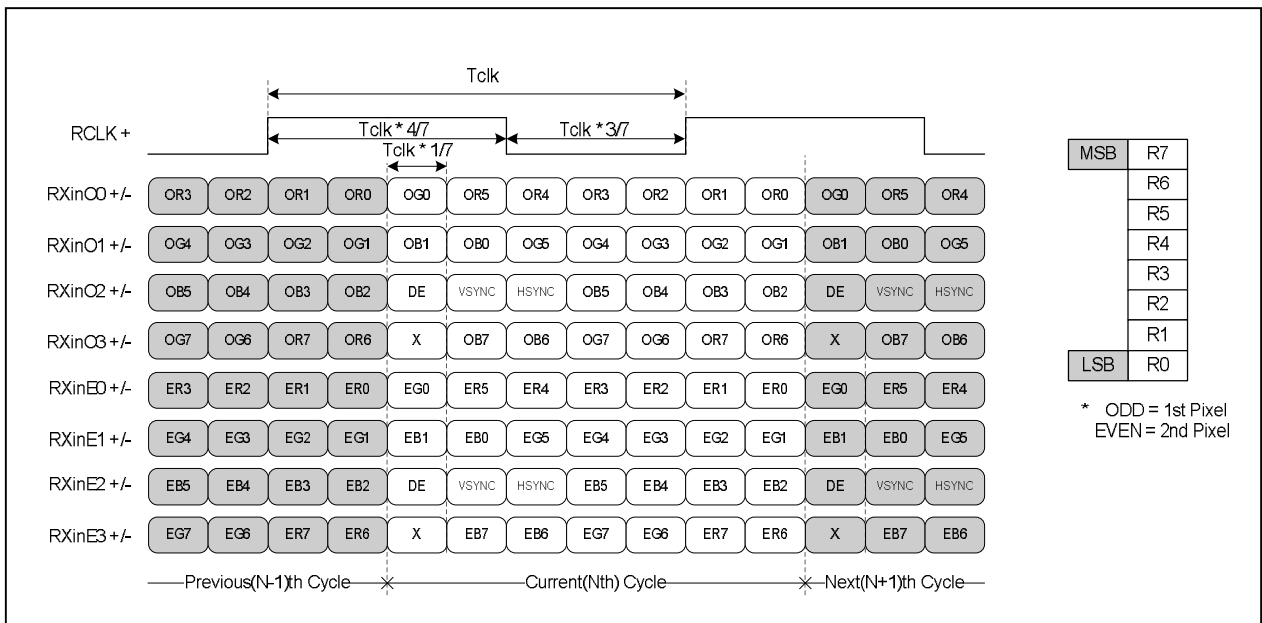 Tclk
RCLK +
Tclk * 4/7
Tclk * 3/7
Tclk * 1/7
RXinO0 +/- OR3 OR2 OR1 OR0 OG0 OR5 OR4 OR3 OR2 OR1 OR0 OG0 OR5 OR4
RXinO1 +/- OG4 OG3 OG2 OG1 OB1 OB0 OG5 OG4 OG3 OG2 OG1 OB1 OB0 OG5
RXinO2 +/- OB5 OB4 OB3 OB2 DE VSYNC HSYNC OB5 OB4 OB3 OB2 DE VSYNC HSYNC
RXinO3 +/- OG7 OG6 OR7 OR6 X OB7 OB6 OG7 OG6 OR7 OR6 X OB7 OB6
RXinE0 +/- ER3 ER2 ER1 ER0 EG0 ER5 ER4 ER3 ER2 ER1 ER0 EG0 ER5 ER4
RXinE1 +/- EG4 EG3 EG2 EG1 EB1 EB0 EG5 EG4 EG3 EG2 EG1 EB1 EB0 EG5
RXinE2 +/- EB5 EB4 EB3 EB2 DE VSYNC HSYNC EB5 EB4 EB3 EB2 DE VSYNC HSYNC
RXinE3 +/- EG7 EG6 ER7 ER6 X EB7 EB6 EG7 EG6 ER7 ER6 X EB7 EB6
Previous(N-1)th Cycle Current(Nth) Cycle Next(N+1)th Cycle
MSB R7
R6
R5
R4
R3
R2
R1
LSB R0
* ODD = 1st Pixel
EVEN = 2nd Pixel